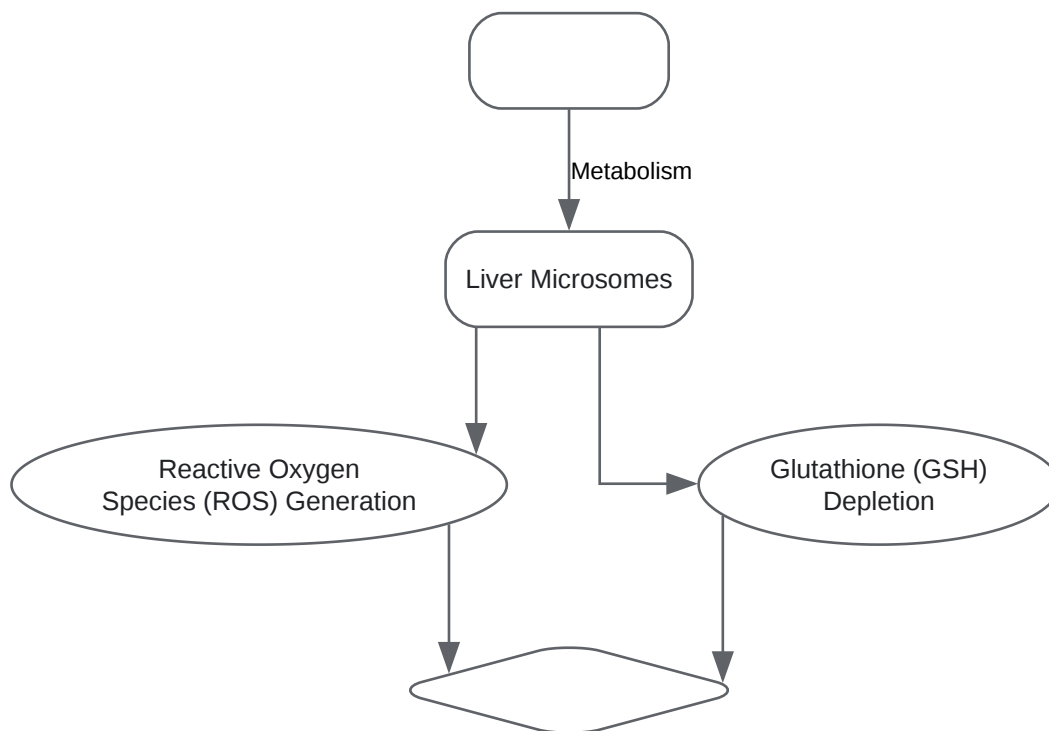 Metabolism
Liver Microsomes
Reactive Oxygen
Species (ROS) Generation
Glutathione (GSH)
Depletion